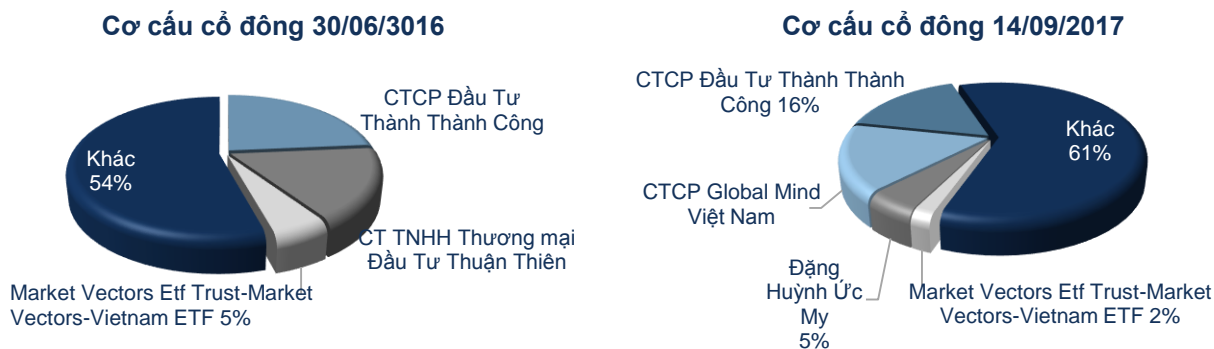 Cơ cấu cổ đông 30/06/3016
CTCP Đầu Tư
Thành Thành Công
Khác
54%
CT TNHH Thương mại
Đầu Tư Thuận Thiên
Market Vectors Etf Trust-Market
Vectors-Vietnam ETF 5%
Cơ cấu cổ đông 14/09/2017
CTCP Đầu Tư Thành Thành
Công 16%
Khác
61%
CTCP Global Mind
Việt Nam
Đặng
Huỳnh Ức
My
5%
Market Vectors Etf Trust-Market
Vectors-Vietnam ETF 2%